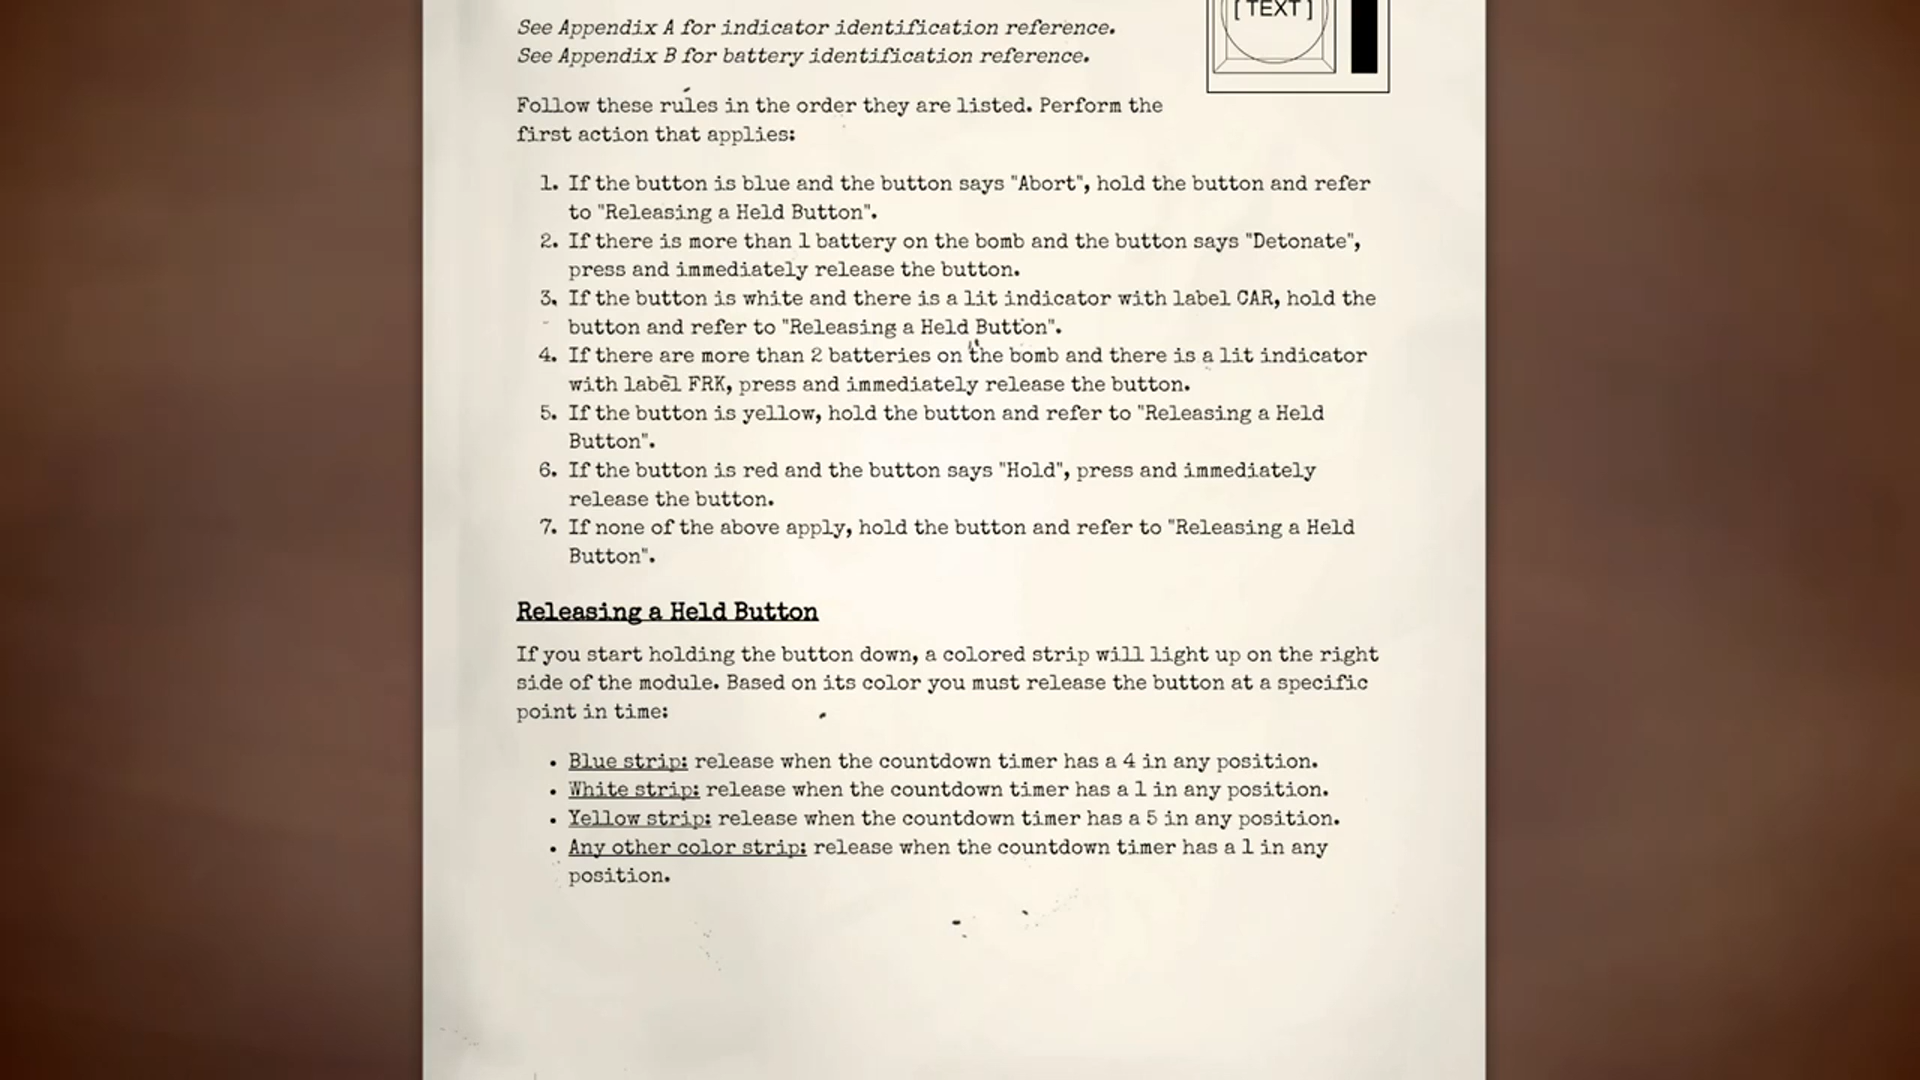 See Appendix A for indicator identification reference.
See Appendix B for battery identification reference.
[ TEXT ]
Follow these rules in the order they are listed. Perform the
first action that applies:
1. If the button is blue and the button says "Abort", hold the button and refer
to "Releasing a Held Button".
2. If there is more than 1 battery on the bomb and the button says "Detonate",
press and immediately release the button.
3. If the button is white and there is a lit indicator with label CAR, hold the
button and refer to "Releasing a Held Button".
4. If there are more than 2 batteries on the bomb and there is a lit indicator
with label FRK, press and immediately release the button.
5. If the button is yellow, hold the button and refer to "Releasing a Held
Button".
6. If the button is red and the button says "Hold", press and immediately
release the button.
7. If none of the above apply, hold the button and refer to "Releasing a Held
Button".
Releasing a Held Button
If you start holding the button down, a colored strip will light up on the right
side of the module. Based on its color you must release the button at a specific
point in time:
• Blue strip: release when the countdown timer has a 4 in any position.
• White strip: release when the countdown timer has a 1 in any position.
• Yellow strip: release when the countdown timer has a 5 in any position.
• Any other color strip: release when the countdown timer has a 1 in any
position.